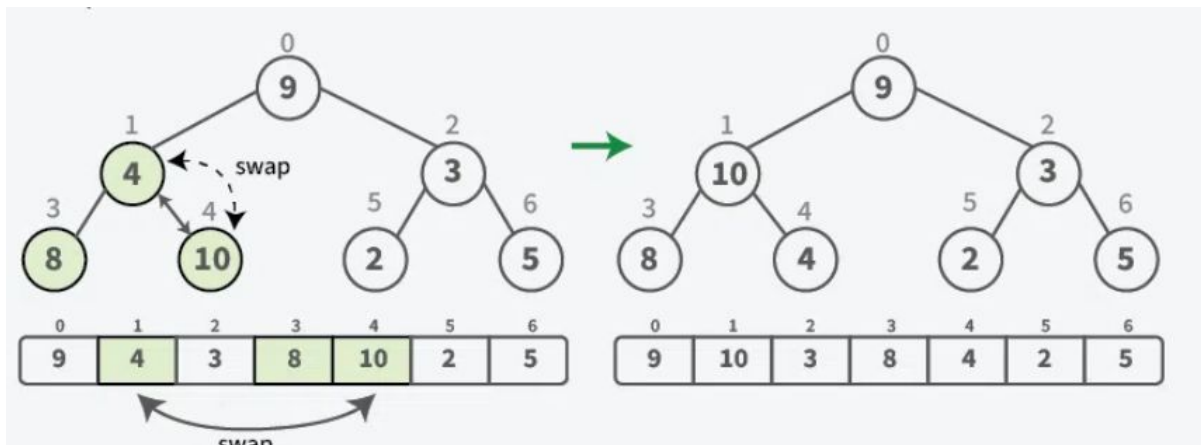 0 0
9 9
1 2 1 2
4 swap 3 10 3
3 4 5 6 3 4 5 6
8 10 2 5 8 4 2 5
0 1 2 3 4 5 6 0 1 2 3 4 5 6
9 4 3 8 10 2 5 9 10 3 8 4 2 5
swap